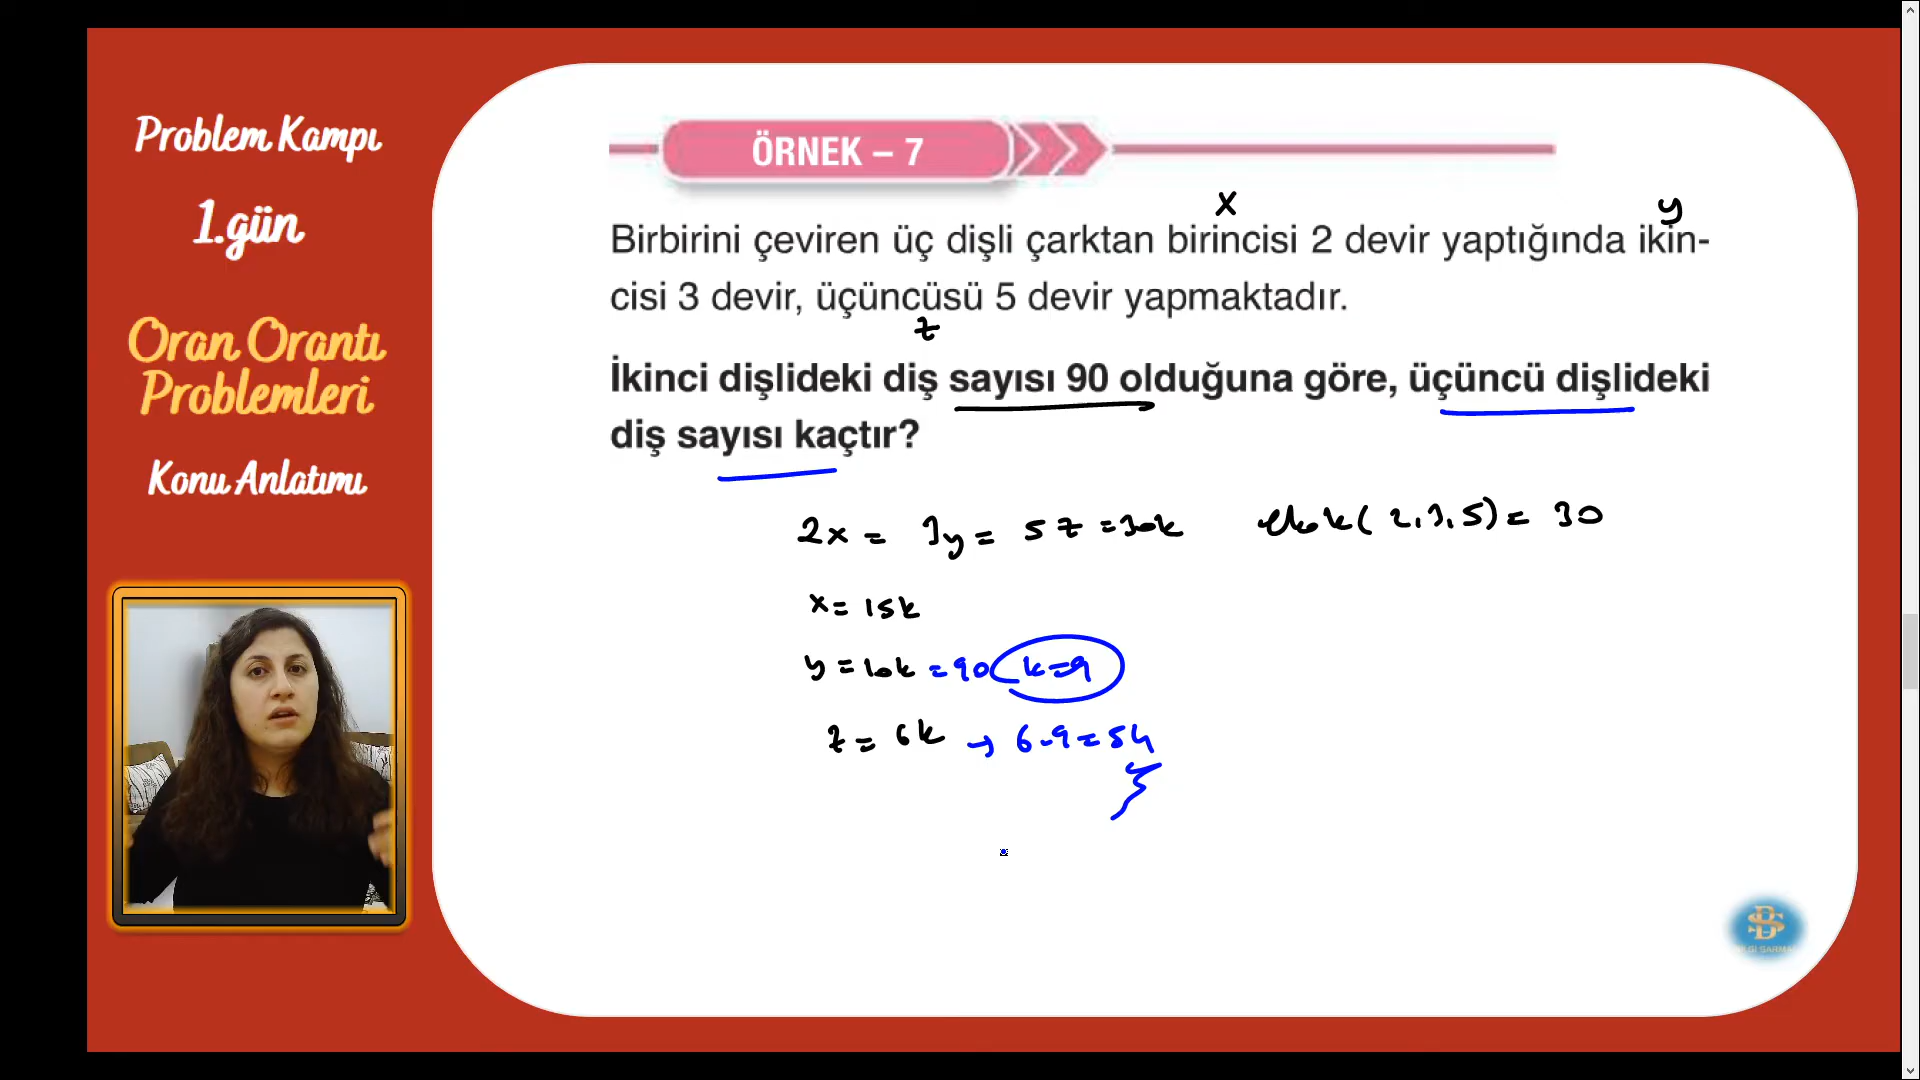 Problem Kampı
1.gün
Oran Orantı
Problemleri
Konu Anlatımı
ÖRNEK – 7
x
y
Birbirini çeviren üç dişli çarktan birincisi 2 devir yaptığında ikin-
cisi 3 devir, üçüncüsü 5 devir yapmaktadır.
z
İkinci dişlideki diş sayısı 90 olduğuna göre, üçüncü dişlideki
diş sayısı kaçtır?
2x = 3y = 5z = 30k ekok(2,3,5) = 30
x = 15k
y = 10k = 90 k=9
z = 6k → 6.9=54